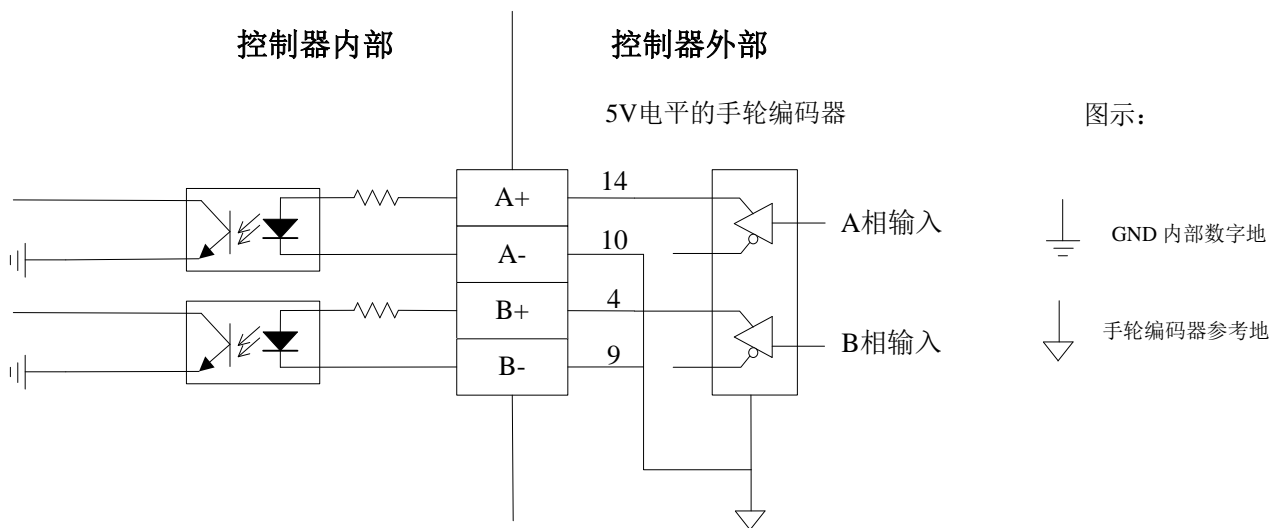 控制器内部
控制器外部
5V电平的手轮编码器
图示：
A+
14
A相输入
A-
10
GND 内部数字地
B+
4
B-
9
B相输入
手轮编码器参考地